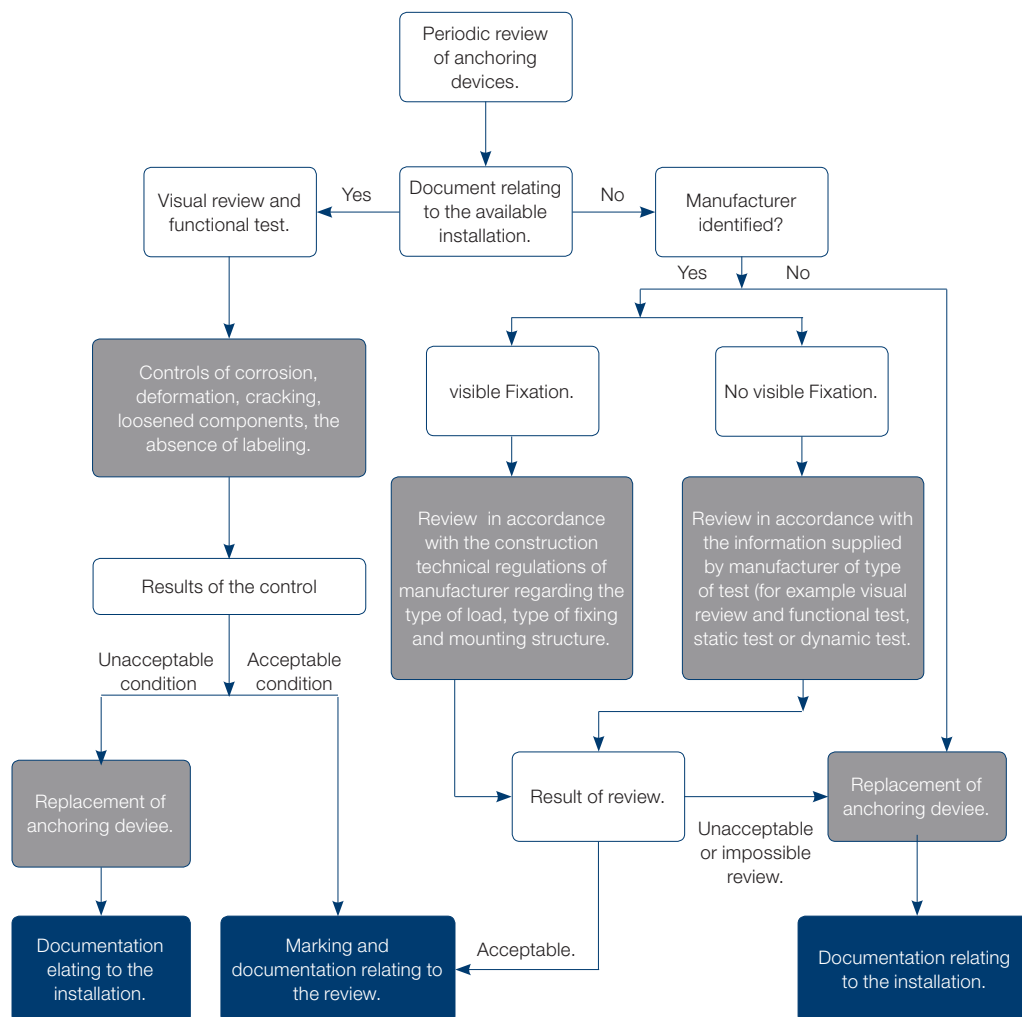 Periodic review
of anchoring
devices.
Visual review and
functional test.
Yes
Document relating
to the available
installation.
No
Manufacturer
identified?
Yes
No
Controls of corrosion,
deformation, cracking,
loosened components, the
absence of labeling.
visible Fixation.
No visible Fixation.
Review in accordance
with the construction
technical regulations of
manufacturer regarding the
type of load, type of fixing
and mounting structure.
Review in accordance with
the information supplied
by manufacturer of type
of test (for example visual
review and functional test,
static test or dynamic test.
Results of the control
Unacceptable
condition
Acceptable
condition
Replacement of
anchoring deviee.
Result of review.
Unacceptable
or impossible
review.
Replacement of
anchoring deviee.
Documentation
elating to the
installation.
Marking and
documentation relating to
the review.
Acceptable.
Documentation relating
to the installation.